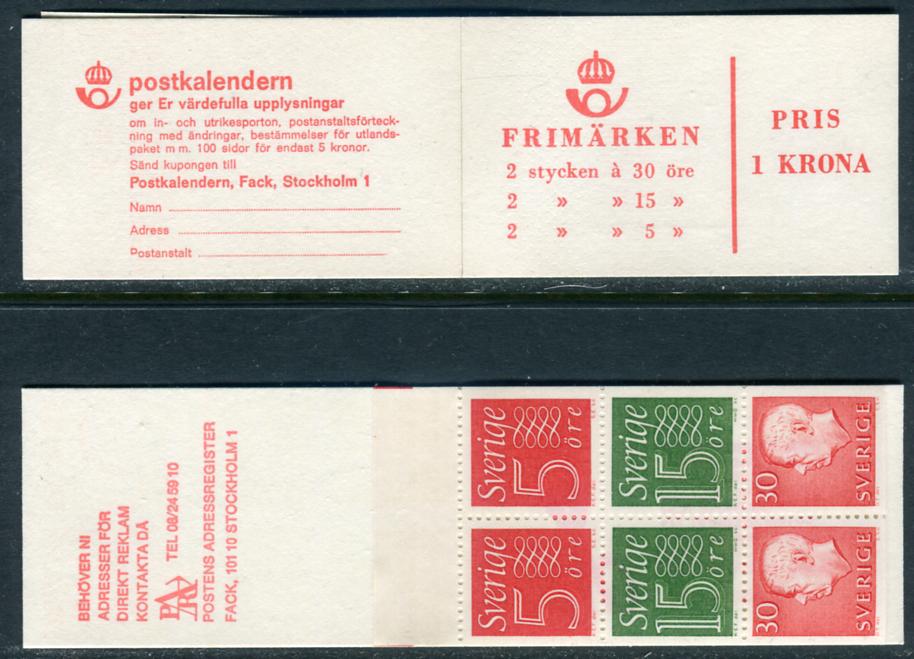 postkalendern
ger Er värdefulla upplysningar
om in- och utrikesporton, postanstaltsförteck-
ning med ändringar, bestämmelser för utlands-
paket m m. 100 sidor för endast 5 kronor.
Sänd kupongen till
Postkalendern, Fack, Stockholm 1
Namn
Adress
Postanstalt
FRIMÄRKEN
2 stycken à 30 öre
2 » » 15 »
2 » » 5 »
PRIS
1 KRONA
BEHÖVER NI
ADRESSER FÖR
DIREKT REKLAM
KONTAKTA DÅ
PAR TEL 08/24 59 10
POSTENS ADRESSREGISTER
FACK, 101 10 STOCKHOLM 1
Sverige
5 öre
Sverige
15 öre
30
SVERIGE
Sverige
5 öre
Sverige
15 öre
30
SVERIGE